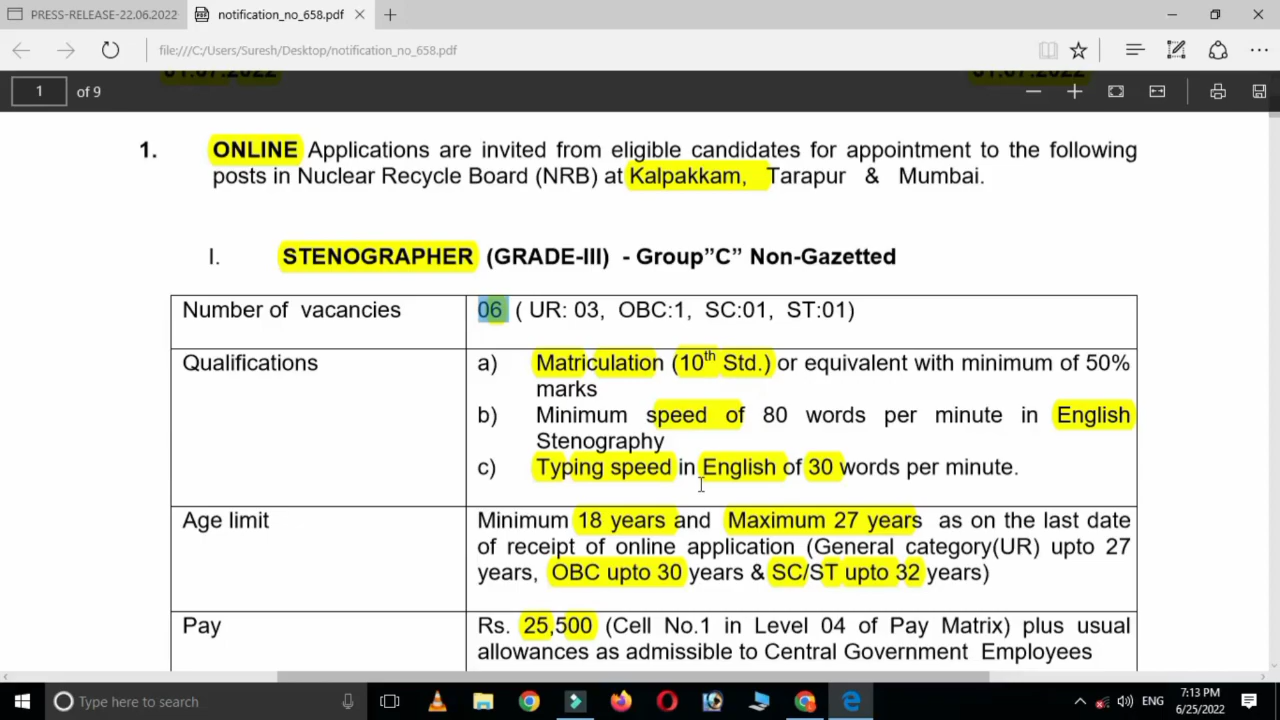 PRESS-RELEASE-22.06.2022
notification_no_658.pdf
file:///C:/Users/Suresh/Desktop/notification_no_658.pdf
1 of 9
01.07.2022 01.07.2022
1. ONLINE Applications are invited from eligible candidates for appointment to the following
posts in Nuclear Recycle Board (NRB) at Kalpakkam, Tarapur & Mumbai.
I. STENOGRAPHER (GRADE-III) - Group"C" Non-Gazetted
Number of vacancies 06 ( UR: 03, OBC:1, SC:01, ST:01)
Qualifications a) Matriculation (10th Std.) or equivalent with minimum of 50%
marks
b) Minimum speed of 80 words per minute in English
Stenography
c) Typing speed in English of 30 words per minute.
Age limit Minimum 18 years and Maximum 27 years as on the last date
of receipt of online application (General category(UR) upto 27
years, OBC upto 30 years & SC/ST upto 32 years)
Pay Rs. 25,500 (Cell No.1 in Level 04 of Pay Matrix) plus usual
allowances as admissible to Central Government Employees
Type here to search
ENG
7:13 PM
6/25/2022